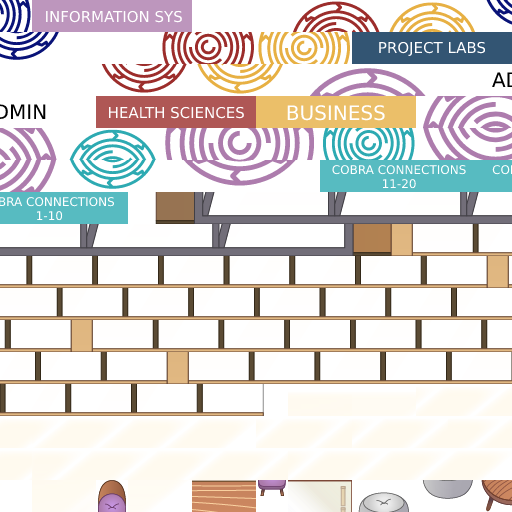 INFORMATION SYS
PROJECT LABS
AD
DMIN
HEALTH SCIENCES
BUSINESS
COBRA CONNECTIONS
11-20
CO
BRA CONNECTIONS
1-10